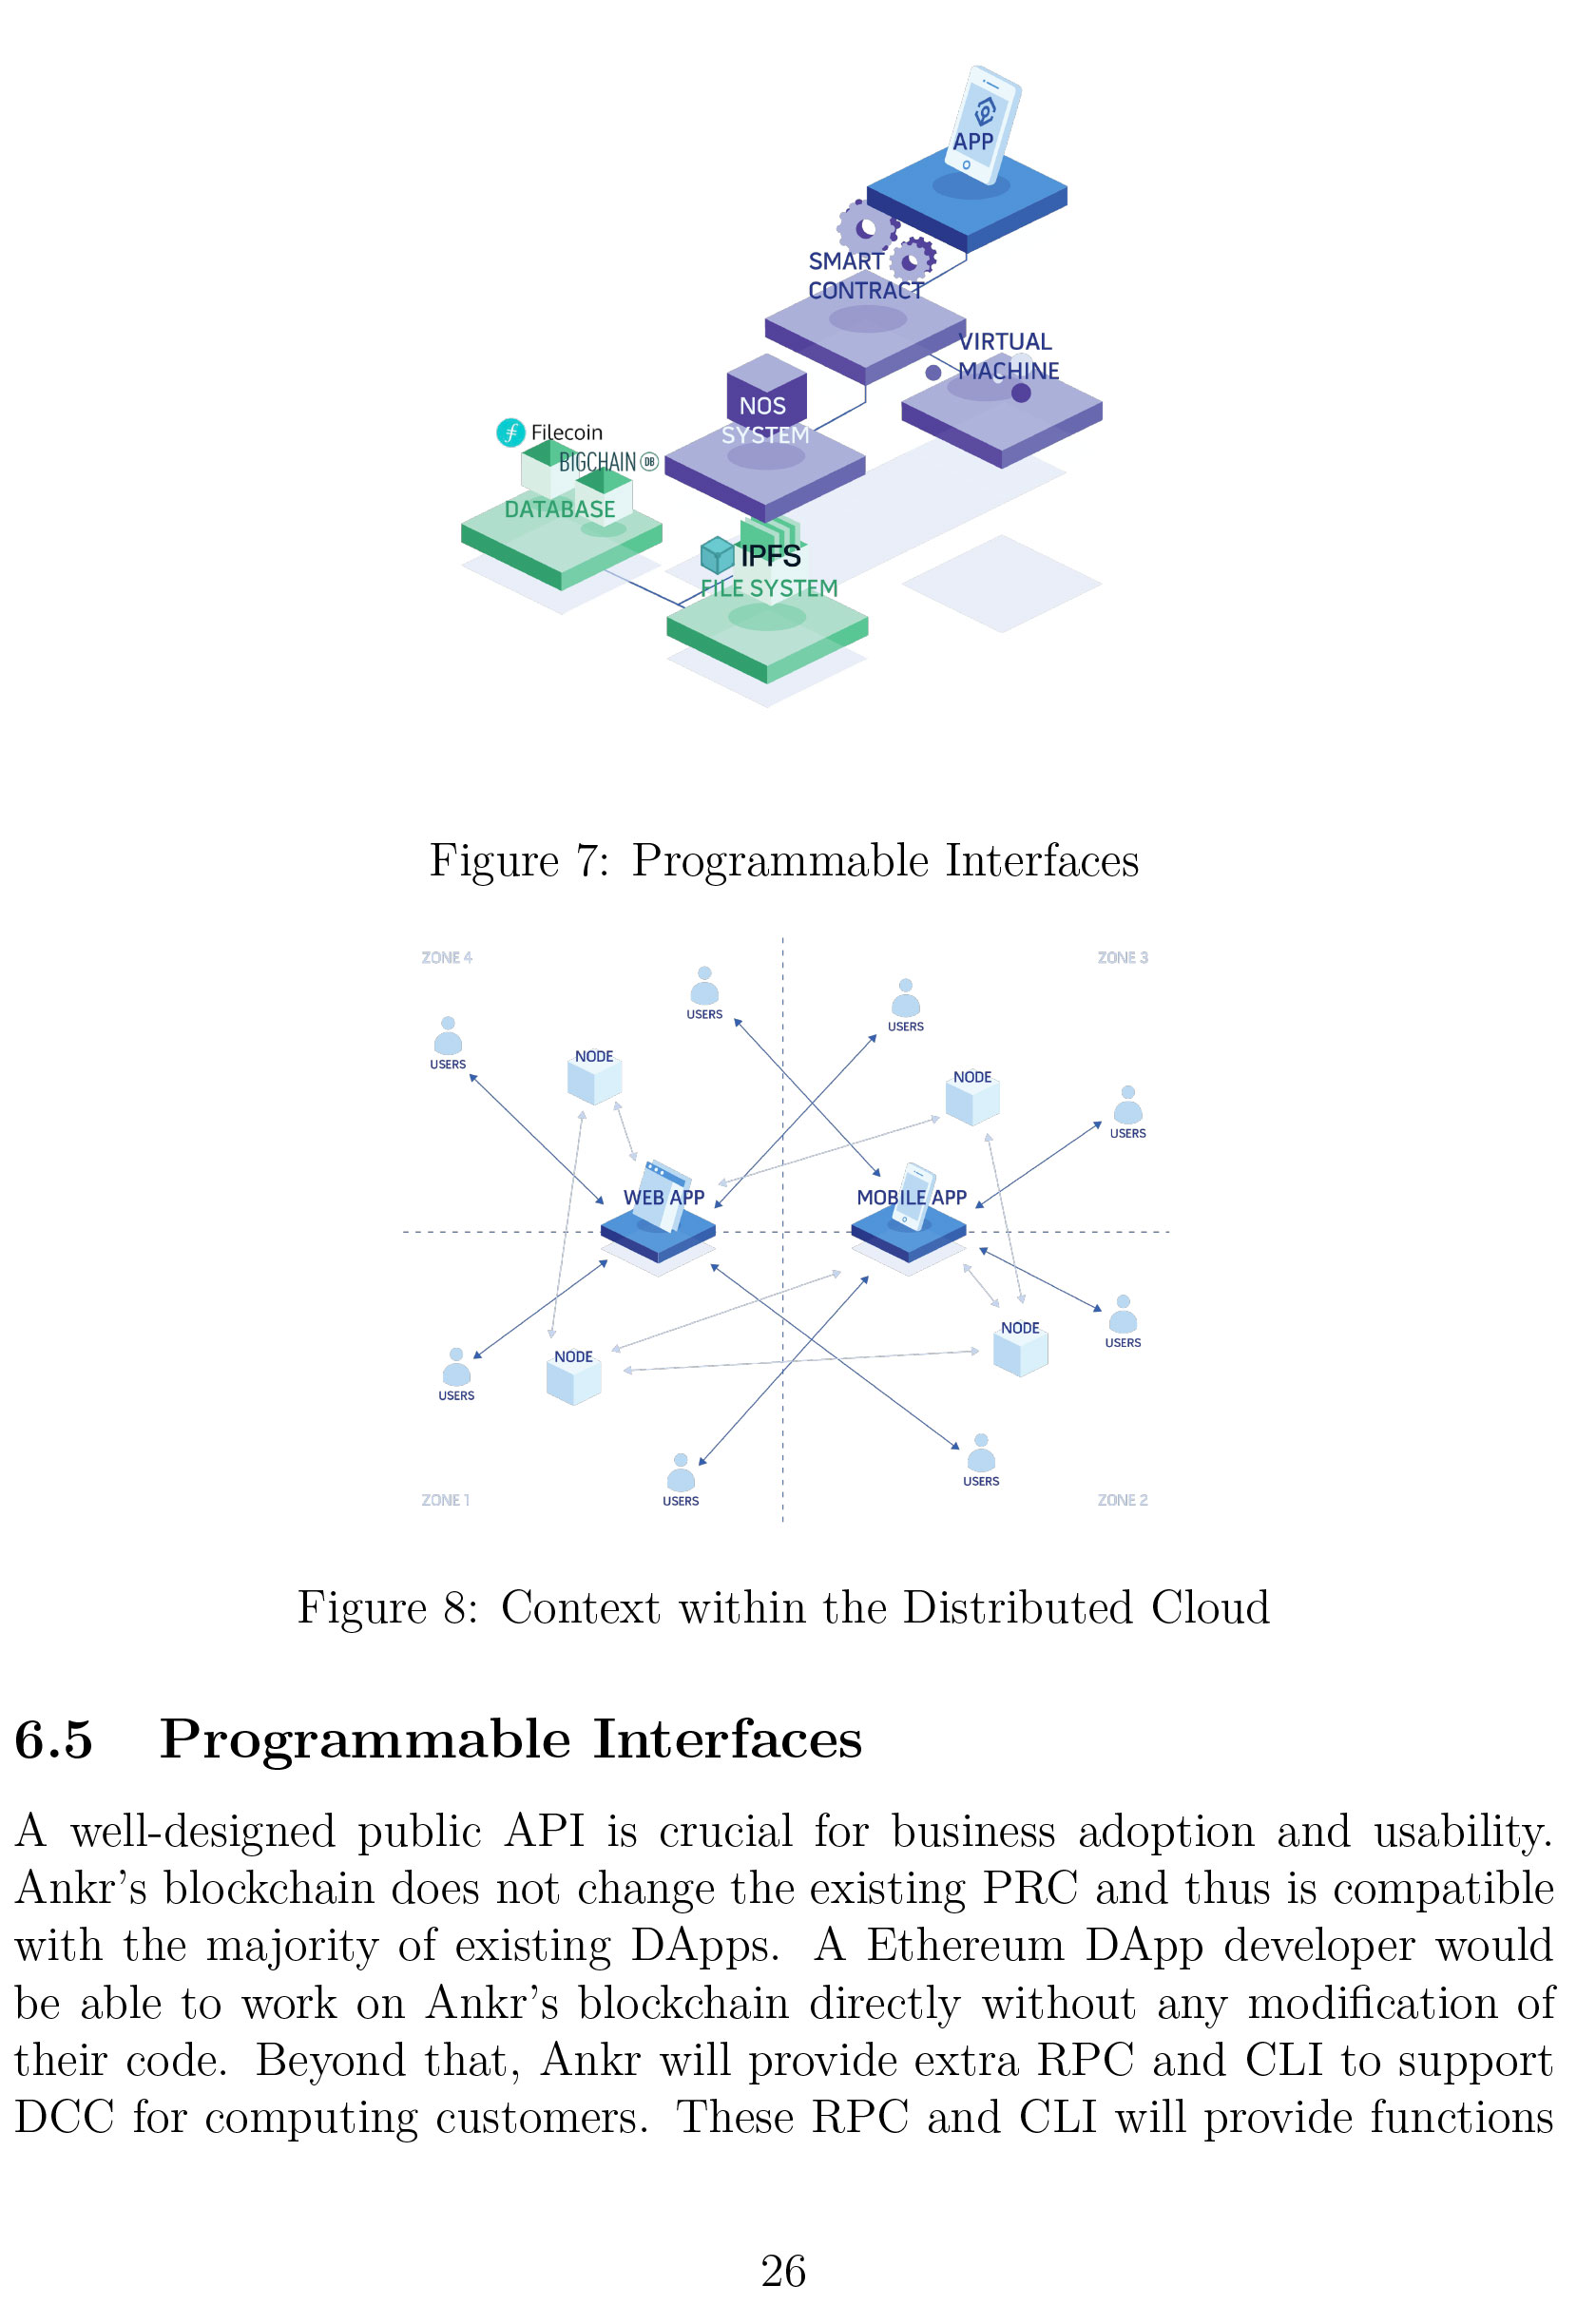 APP
SMART
CONTRACT
VIRTUAL
MACHINE
NOS
SYSTEM
Filecoin
BIGCHAIN DB
DATABASE
IPFS
FILE SYSTEM
Figure 7: Programmable Interfaces
ZONE 4
ZONE 3
USERS
USERS
USERS
NODE
NODE
USERS
WEB APP
MOBILE APP
NODE
USERS
NODE
USERS
USERS
USERS
ZONE 1
ZONE 2
Figure 8: Context within the Distributed Cloud
6.5 Programmable Interfaces
A well-designed public API is crucial for business adoption and usability.
Ankr's blockchain does not change the existing PRC and thus is compatible
with the majority of existing DApps. A Ethereum DApp developer would
be able to work on Ankr's blockchain directly without any modification of
their code. Beyond that, Ankr will provide extra RPC and CLI to support
DCC for computing customers. These RPC and CLI will provide functions
26